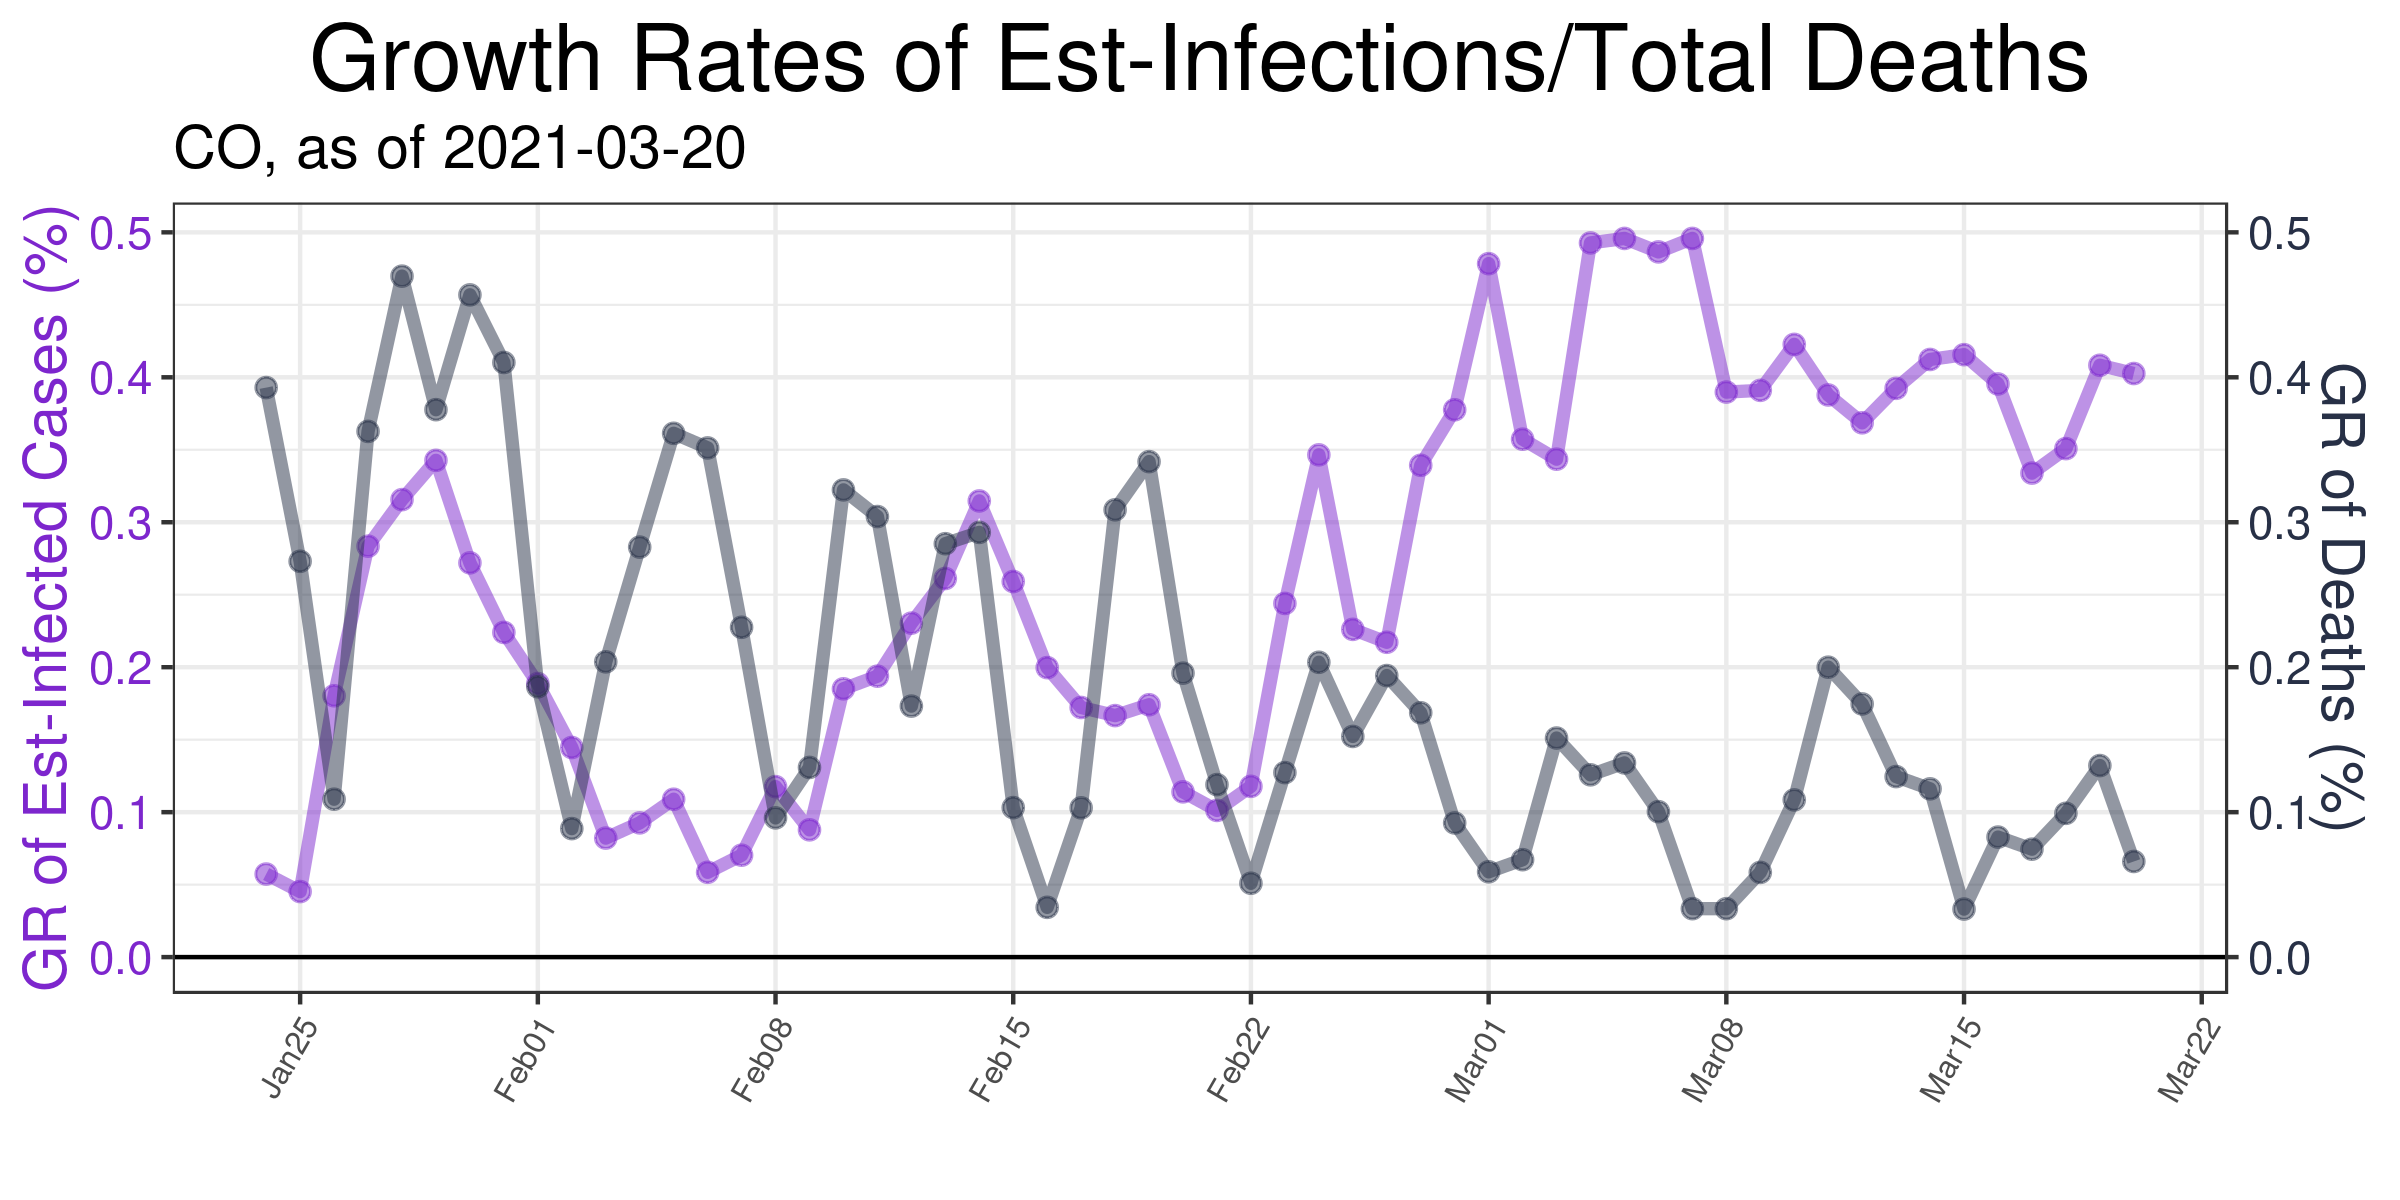 Growth Rates of Est-Infections/Total Deaths
CO, as of 2021-03-20
GR of Est-Infected Cases (%)
0.5
0.4
0.3
0.2
0.1
0.0
0.5
0.4
0.3
0.2
0.1
0.0
GR of Deaths (%)
Jan25
Feb01
Feb08
Feb15
Feb22
Mar01
Mar08
Mar15
Mar22